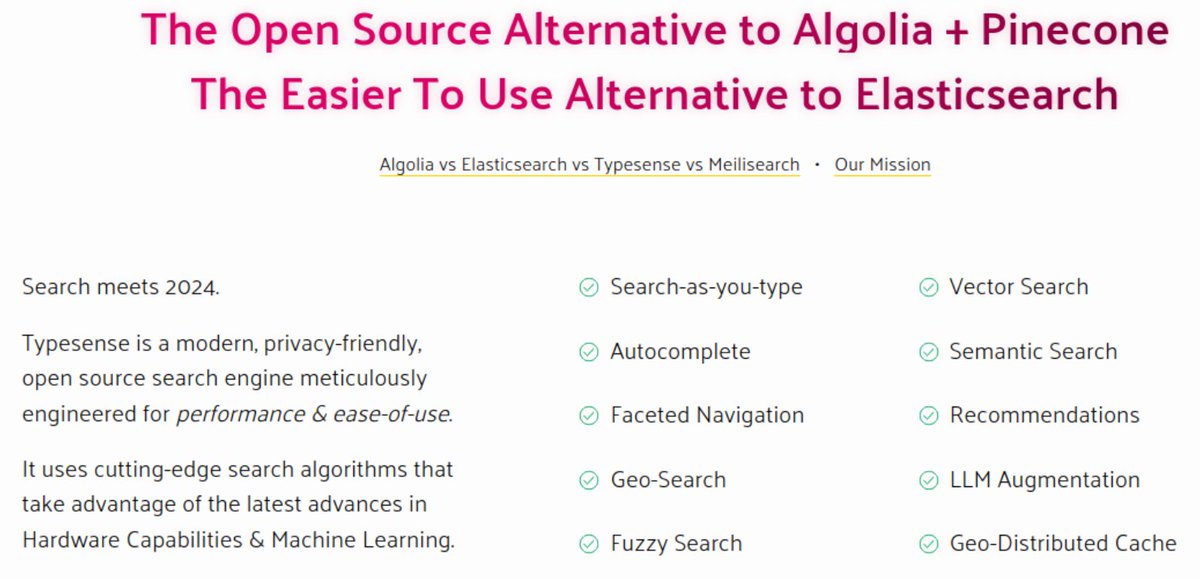 The Open Source Alternative to Algolia + Pinecone
The Easier To Use Alternative to Elasticsearch
Algolia vs Elasticsearch vs Typesense vs Meilisearch • Our Mission
Search meets 2024.
Typesense is a modern, privacy-friendly,
open source search engine meticulously
engineered for performance & ease-of-use.
It uses cutting-edge search algorithms that
take advantage of the latest advances in
Hardware Capabilities & Machine Learning.
Search-as-you-type
Autocomplete
Faceted Navigation
Geo-Search
Fuzzy Search
Vector Search
Semantic Search
Recommendations
LLM Augmentation
Geo-Distributed Cache